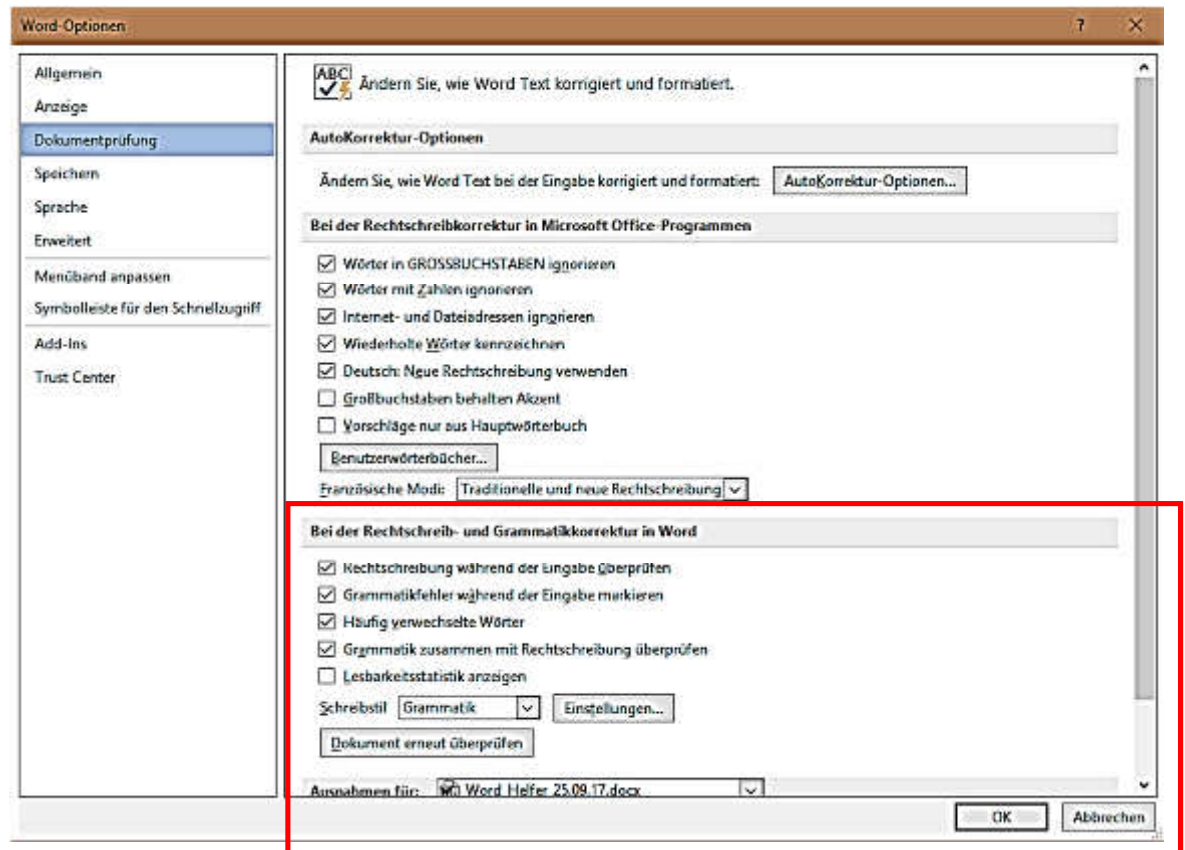 Word-Optionen ? ×
Allgemein
Anzeige
Dokumentprüfung
Speichern
Sprache
Erweitert
Menüband anpassen
Symbolleiste für den Schnellzugriff
Add-Ins
Trust Center
ABC Ändern Sie, wie Word Text korrigiert und formatiert.
AutoKorrektur-Optionen
Ändern Sie, wie Word Text bei der Eingabe korrigiert und formatiert: AutoKorrektur-Optionen...
Bei der Rechtschreibkorrektur in Microsoft Office-Programmen
Wörter in GROSSBUCHSTABEN ignorieren
Wörter mit Zahlen ignorieren
Internet- und Dateiadressen ignorieren
Wiederholte Wörter kennzeichnen
Deutsch: Neue Rechtschreibung verwenden
Großbuchstaben behalten Akzent
Vorschläge nur aus Hauptwörterbuch
Benutzerwörterbücher...
Französische Modi: Traditionelle und neue Rechtschreibung
Bei der Rechtschreib- und Grammatikkorrektur in Word
Rechtschreibung während der Eingabe überprüfen
Grammatikfehler während der Eingabe markieren
Häufig verwechselte Wörter
Grammatik zusammen mit Rechtschreibung überprüfen
Lesbarkeitsstatistik anzeigen
Schreibstil Grammatik Einstellungen...
Dokument erneut überprüfen
Ausnahmen für: Word Helfer 25.09.17.docx
OK Abbrechen